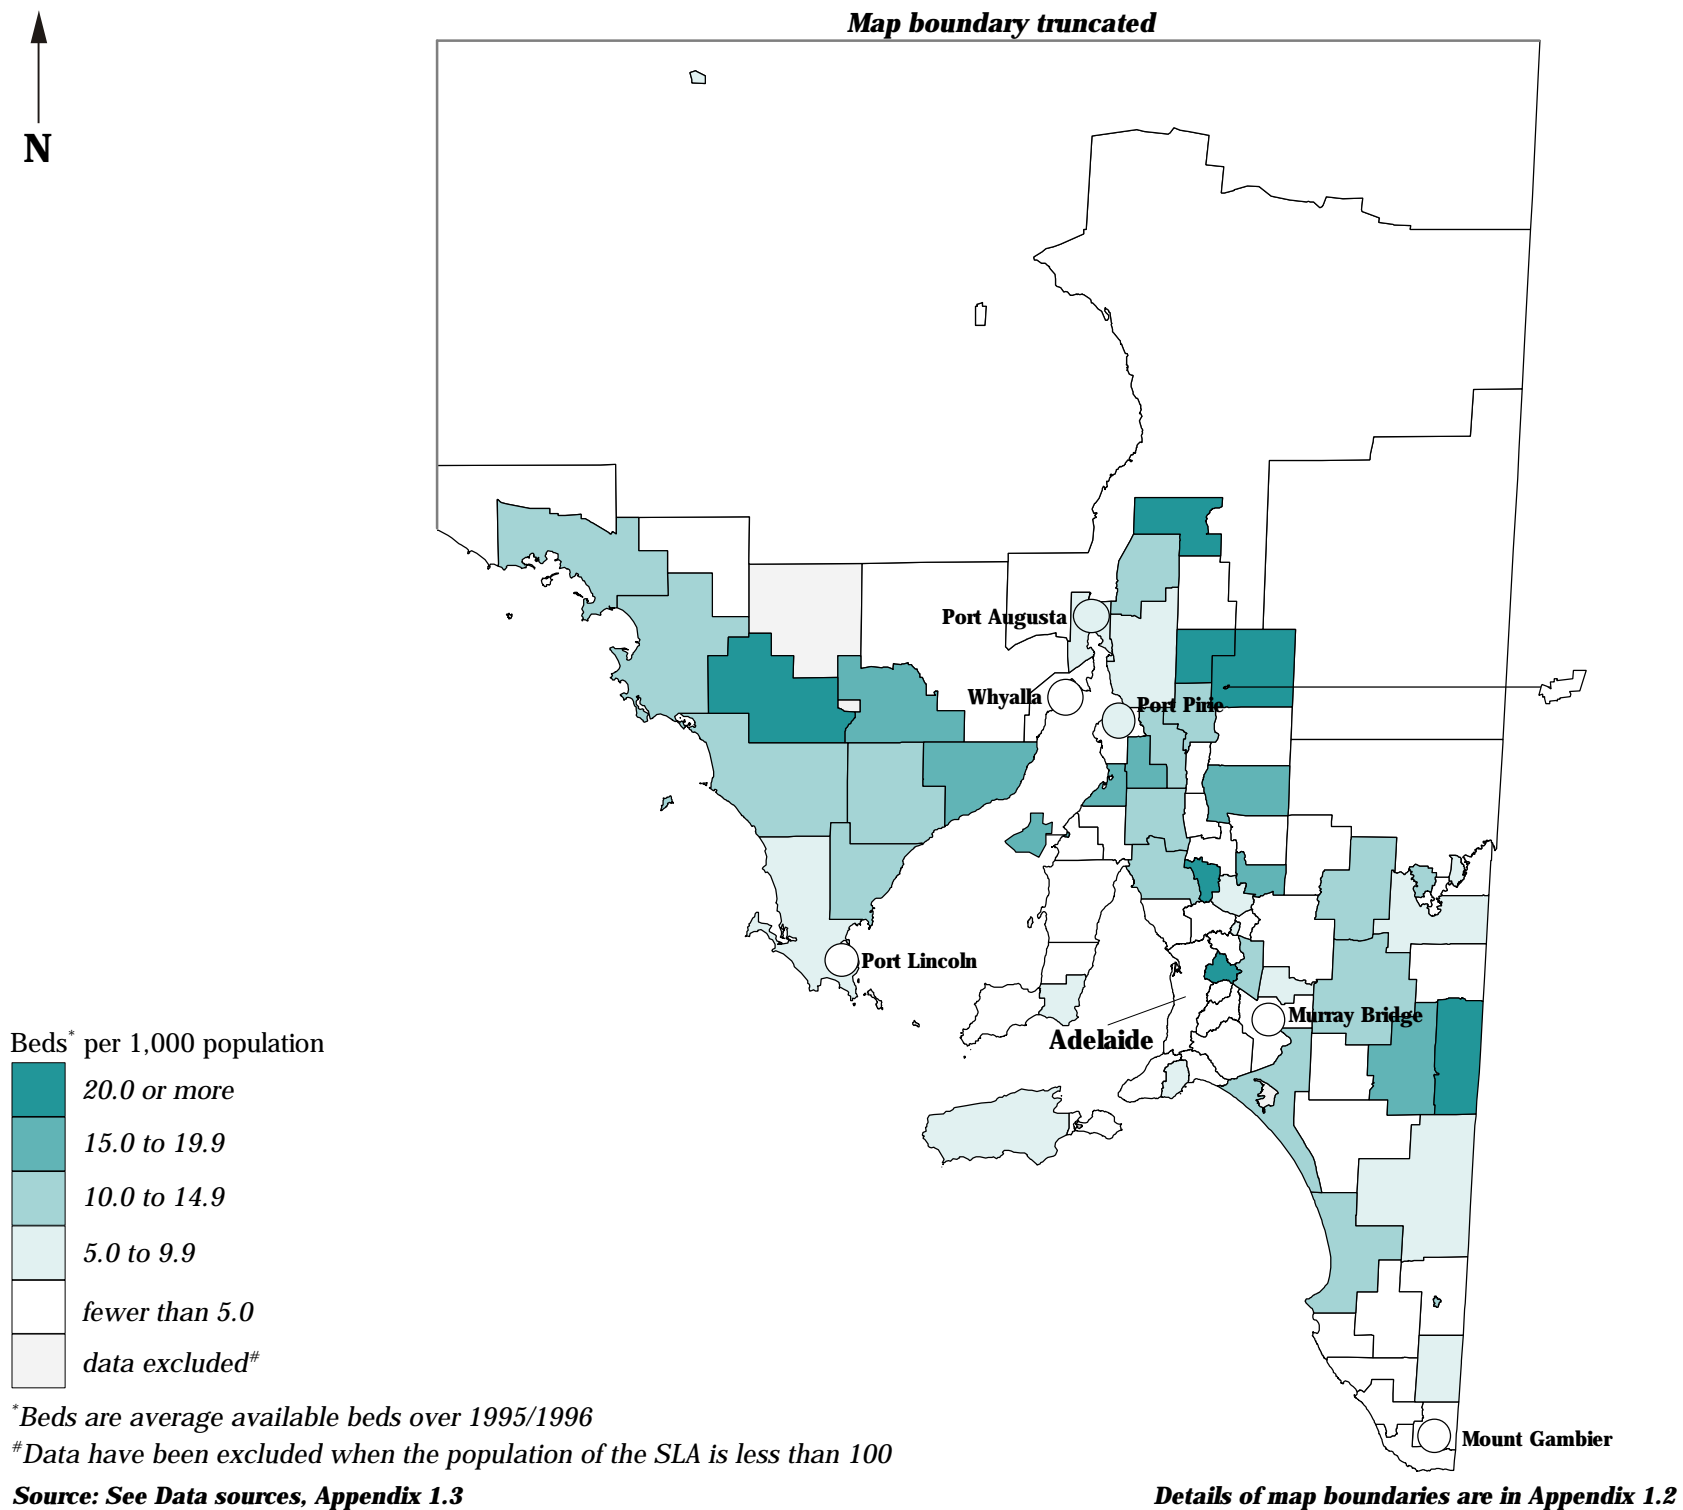 Map boundary truncated
N
Port Augusta
Whyalla
Port Pirie
Port Lincoln
Murray Bridge
Adelaide
Beds* per 1,000 population
20.0 or more
15.0 to 19.9
10.0 to 14.9
5.0 to 9.9
fewer than 5.0
data excluded#
Mount Gambier
*Beds are average available beds over 1995/1996
#Data have been excluded when the population of the SLA is less than 100
Source: See Data sources, Appendix 1.3
Details of map boundaries are in Appendix 1.2